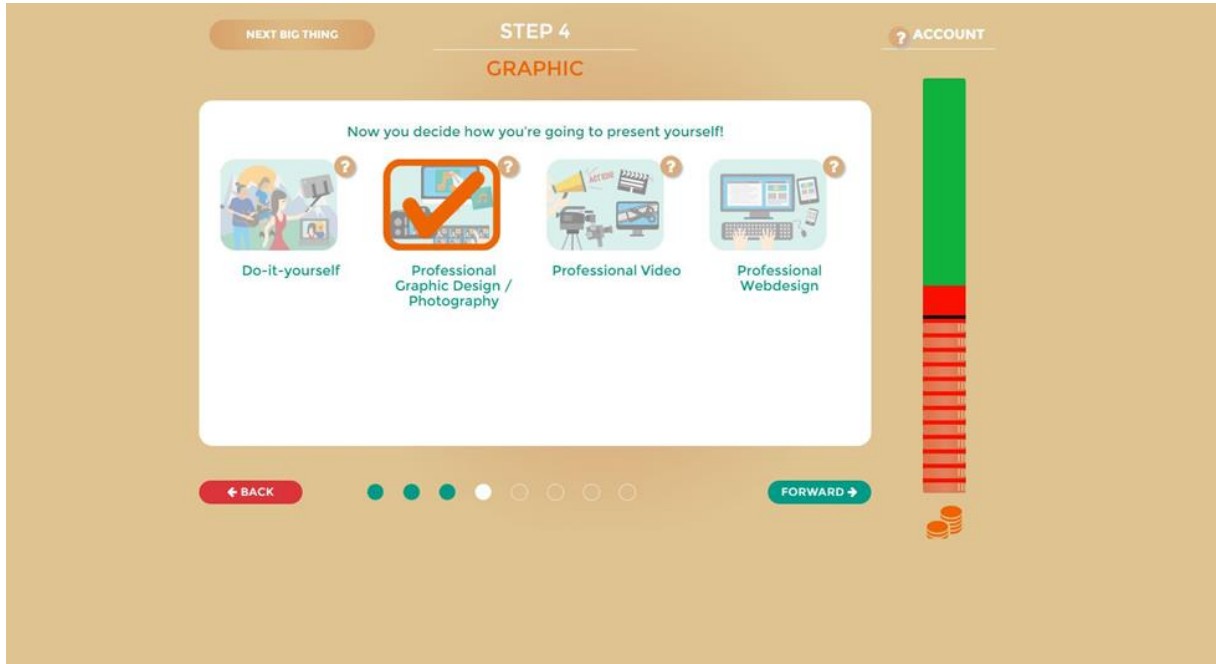 NEXT BIG THING
STEP 4
? ACCOUNT
GRAPHIC
Now you decide how you're going to present yourself!
?
?
?
?
ACTION
Do-it-yourself
Professional
Graphic Design /
Photography
Professional Video
Professional
Webdesign
← BACK
FORWARD →